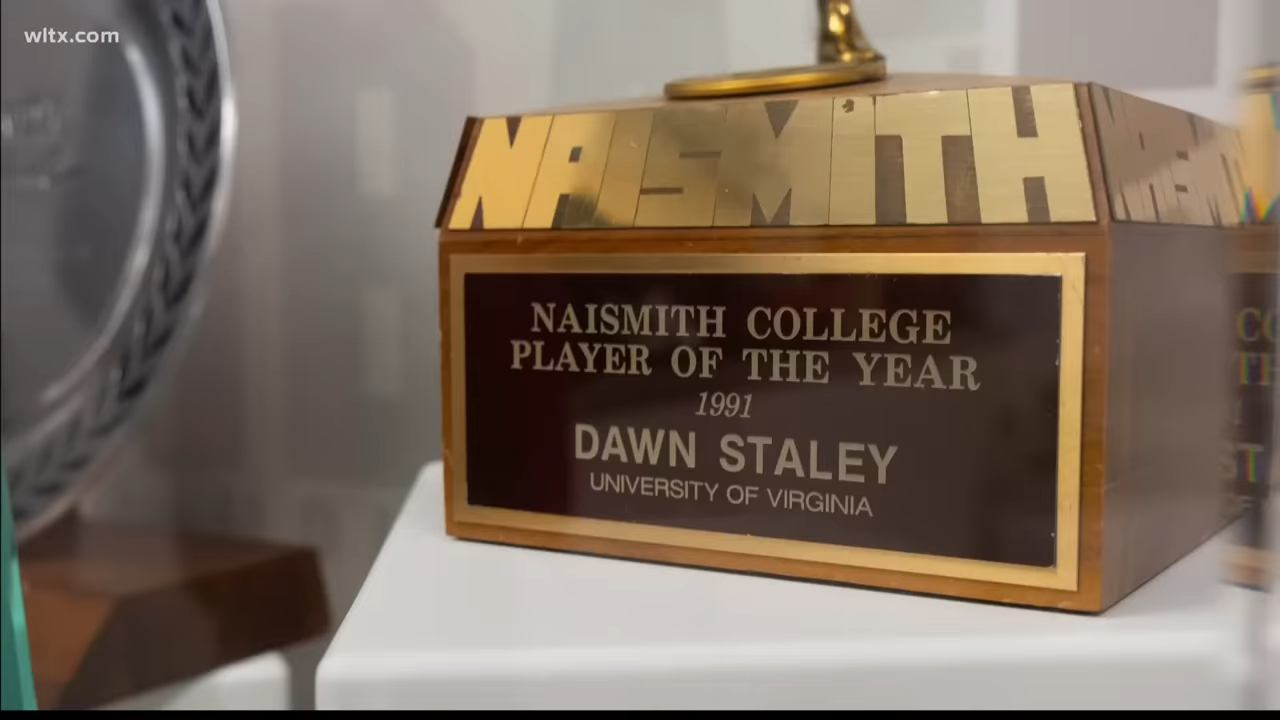 wltx.com
NAISMITH
NAISMITH COLLEGE
PLAYER OF THE YEAR
1991
DAWN STALEY
UNIVERSITY OF VIRGINIA